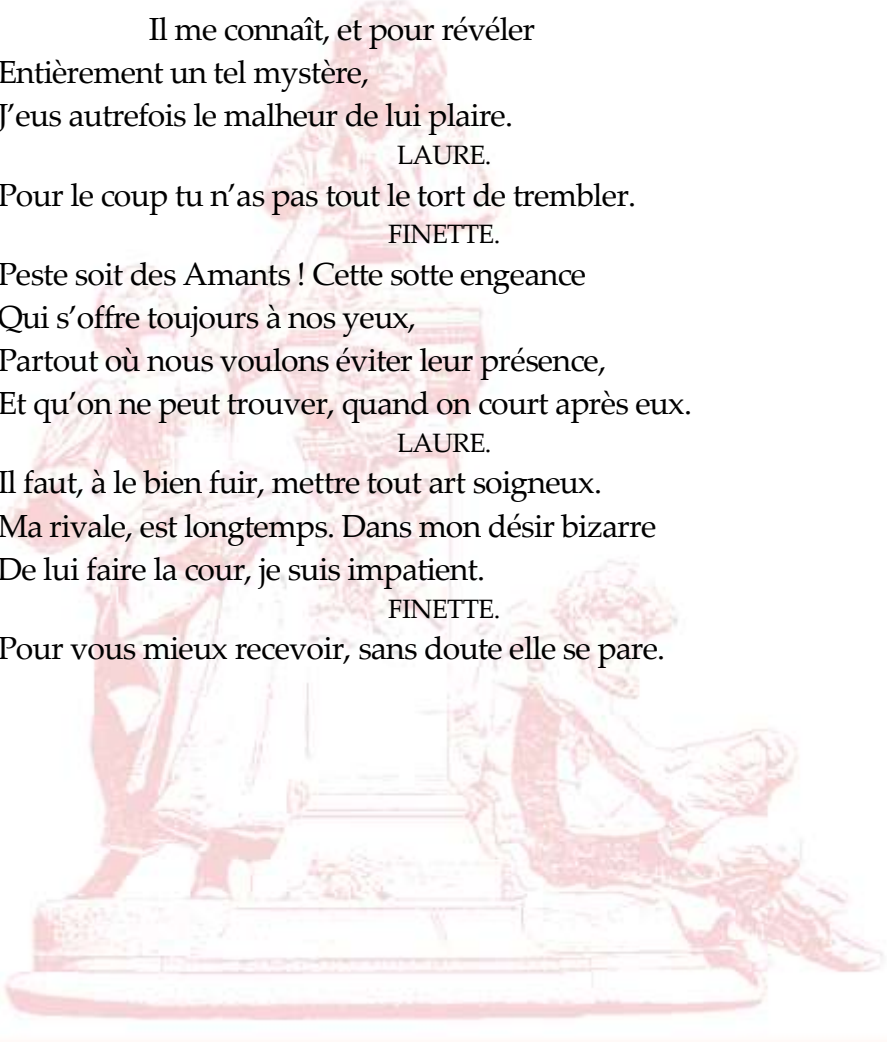 Il me connaît, et pour révéler
Entièrement un tel mystère,
J’eus autrefois le malheur de lui plaire.
LAURE.
Pour le coup tu n’as pas tout le tort de trembler.
FINETTE.
Peste soit des Amants ! Cette sotte engeance
Qui s’offre toujours à nos yeux,
Partout où nous voulons éviter leur présence,
Et qu’on ne peut trouver, quand on court après eux.
LAURE.
Il faut, à le bien fuir, mettre tout art soigneux.
Ma rivale, est longtemps. Dans mon désir bizarre
De lui faire la cour, je suis impatient.
FINETTE.
Pour vous mieux recevoir, sans doute elle se pare.